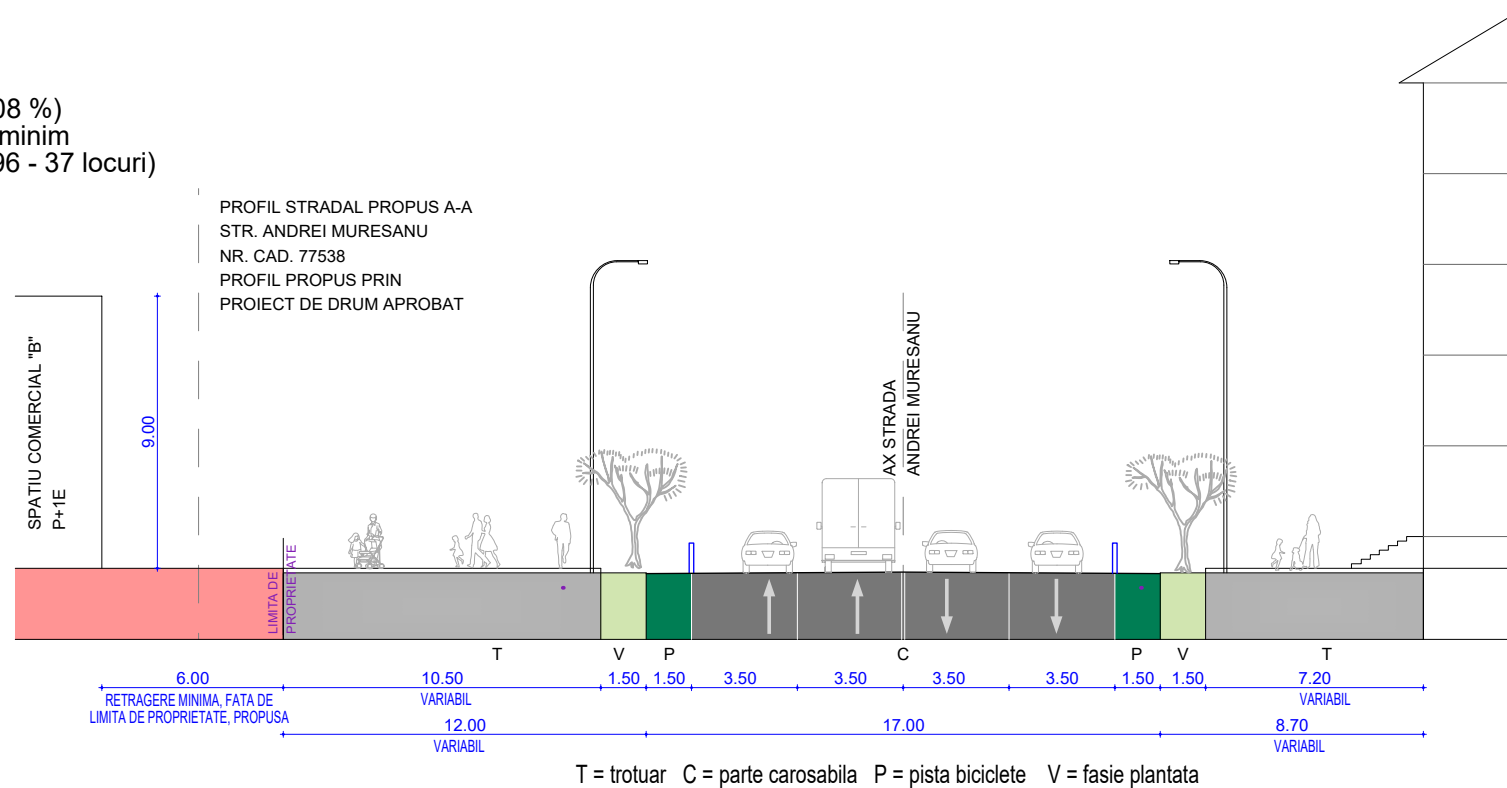 08 %)
minim
96 - 37 locuri)
PROFIL STRADAL PROPUS A-A
STR. ANDREI MURESANU
NR. CAD. 77538
PROFIL PROPUS PRIN
PROIECT DE DRUM APROBAT
SPATIU COMERCIAL "B"
P+1E
9.00
AX STRADA
ANDREI MURESANU
LIMITA DE
PROPRIETATE
T V P C P V T
6.00 10.50 1.50 1.50 3.50 3.50 3.50 3.50 1.50 1.50 7.20
RETRAGERE MINIMA, FATA DE
LIMITA DE PROPRIETATE, PROPUSA
VARIABIL VARIABIL
12.00 17.00 8.70
VARIABIL VARIABIL
T = trotuar C = parte carosabila P = pista biciclete V = fasie plantata